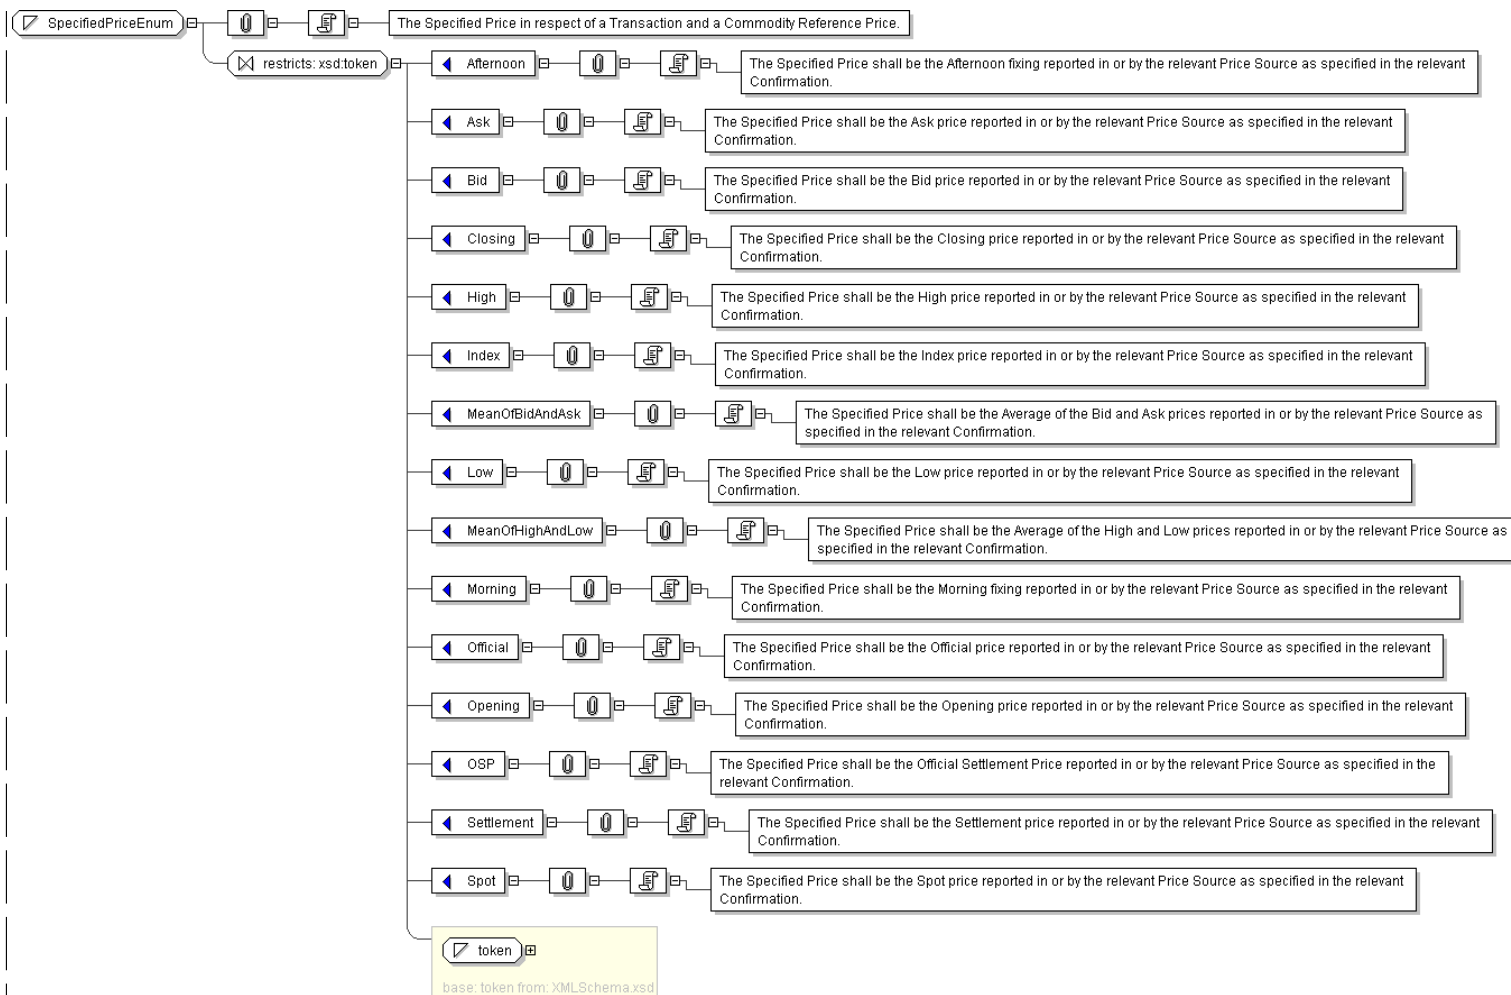 SpecifiedPriceEnum
The Specified Price in respect of a Transaction and a Commodity Reference Price.
restricts: xsd:token
Afternoon
The Specified Price shall be the Afternoon fixing reported in or by the relevant Price Source as specified in the relevant
Confirmation.
Ask
The Specified Price shall be the Ask price reported in or by the relevant Price Source as specified in the relevant
Confirmation.
Bid
The Specified Price shall be the Bid price reported in or by the relevant Price Source as specified in the relevant
Confirmation.
Closing
The Specified Price shall be the Closing price reported in or by the relevant Price Source as specified in the relevant
Confirmation.
High
The Specified Price shall be the High price reported in or by the relevant Price Source as specified in the relevant
Confirmation.
Index
The Specified Price shall be the Index price reported in or by the relevant Price Source as specified in the relevant
Confirmation.
MeanOfBidAndAsk
The Specified Price shall be the Average of the Bid and Ask prices reported in or by the relevant Price Source as
specified in the relevant Confirmation.
Low
The Specified Price shall be the Low price reported in or by the relevant Price Source as specified in the relevant
Confirmation.
MeanOfHighAndLow
The Specified Price shall be the Average of the High and Low prices reported in or by the relevant Price Source as
specified in the relevant Confirmation.
Morning
The Specified Price shall be the Morning fixing reported in or by the relevant Price Source as specified in the relevant
Confirmation.
Official
The Specified Price shall be the Official price reported in or by the relevant Price Source as specified in the relevant
Confirmation.
Opening
The Specified Price shall be the Opening price reported in or by the relevant Price Source as specified in the relevant
Confirmation.
OSP
The Specified Price shall be the Official Settlement Price reported in or by the relevant Price Source as specified in the
relevant Confirmation.
Settlement
The Specified Price shall be the Settlement price reported in or by the relevant Price Source as specified in the relevant
Confirmation.
Spot
The Specified Price shall be the Spot price reported in or by the relevant Price Source as specified in the relevant
Confirmation.
token
base: token from: XMLSchema.xsd